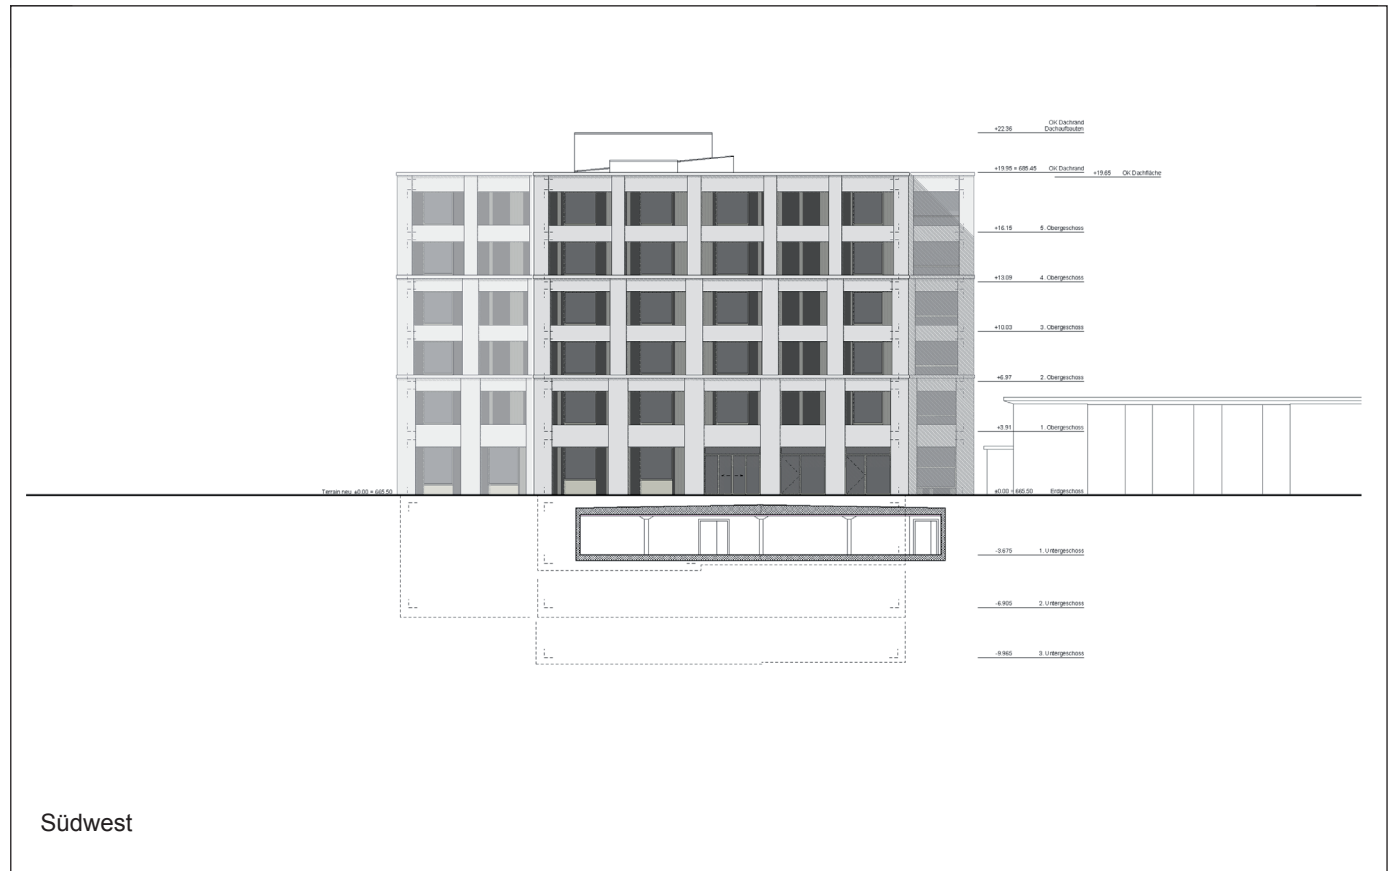 OK Dachrand
+22.36 Dachaufbauten
+19.95 = 685.45 OK Dachrand
+19.65 OK Dachfläche
+16.15 5. Obergeschoss
+13.09 4. Obergeschoss
+10.03 3. Obergeschoss
+6.97 2. Obergeschoss
+3.91 1. Obergeschoss
Terrain neu ±0.00 = 665.50
±0.00 = 665.50 Erdgeschoss
-3.675 1. Untergeschoss
-6.905 2. Untergeschoss
-9.965 3. Untergeschoss
Südwest